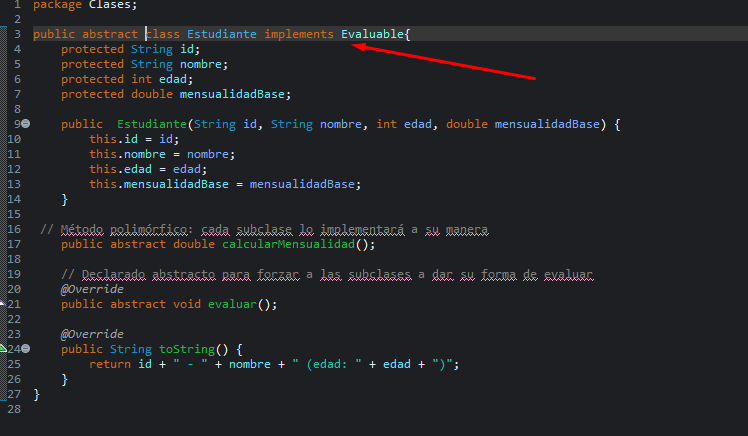 1 package Clases;
2
3 public abstract class Estudiante implements Evaluable{
4     protected String id;
5     protected String nombre;
6     protected int edad;
7     protected double mensualidadBase;
8
9     public  Estudiante(String id, String nombre, int edad, double mensualidadBase) {
10         this.id = id;
11         this.nombre = nombre;
12         this.edad = edad;
13         this.mensualidadBase = mensualidadBase;
14     }
15
16  // Método polimórfico: cada subclase lo implementará a su manera
17     public abstract double calcularMensualidad();
18
19     // Declarado abstracto para forzar a las subclases a dar su forma de evaluar
20     @Override
21     public abstract void evaluar();
22
23     @Override
24     public String toString() {
25         return id + " - " + nombre + " (edad: " + edad + ")";
26     }
27 }
28